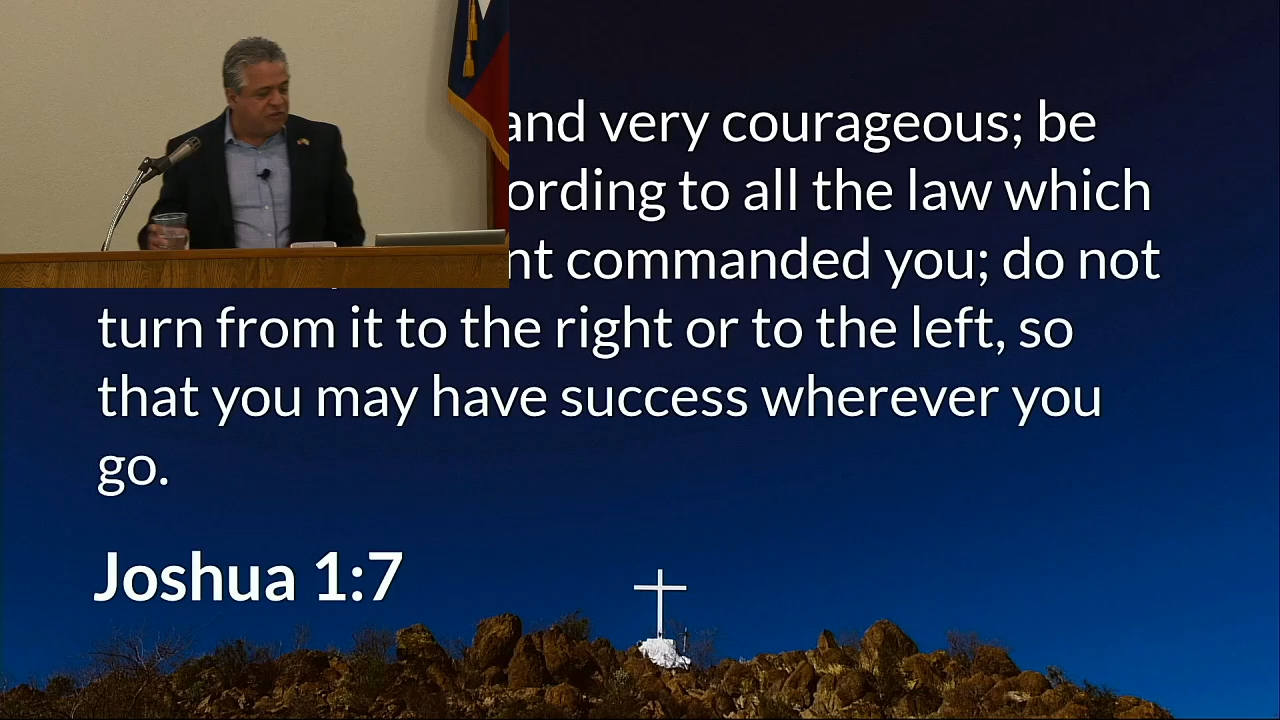 and very courageous; be
ording to all the law which
nt commanded you; do not
turn from it to the right or to the left, so
that you may have success wherever you
go.
Joshua 1:7